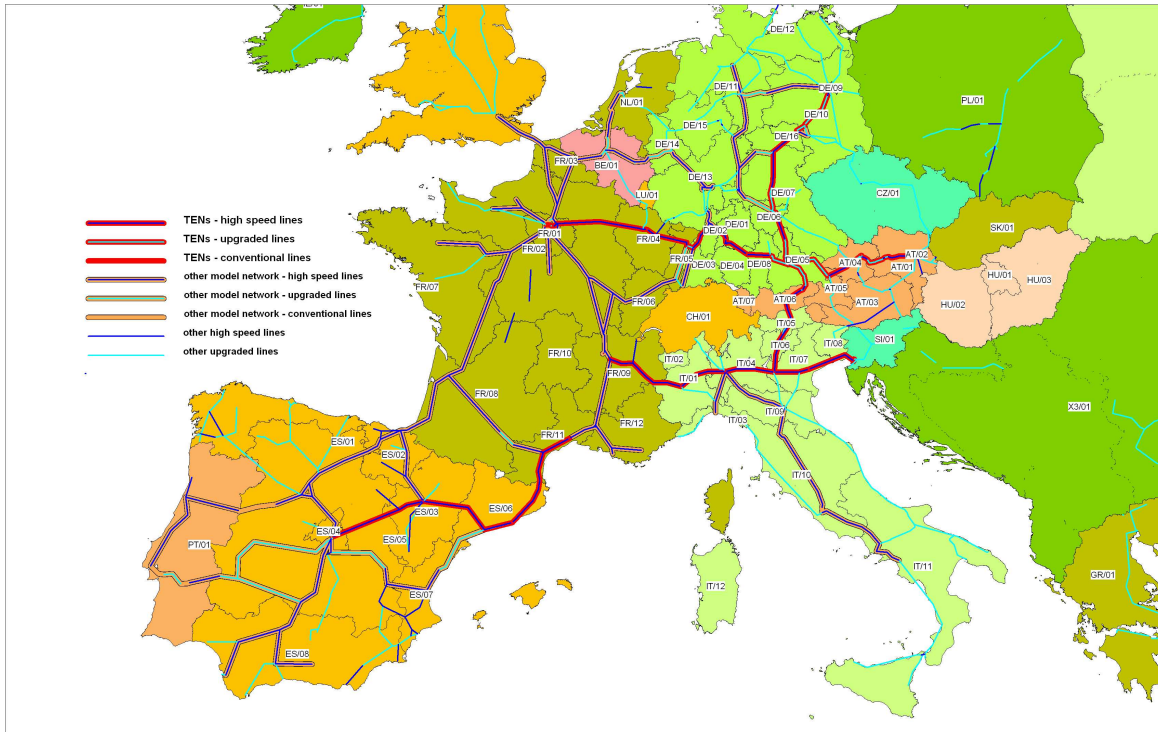 IE/01
DE/12
DE/11
DE/09
NL/01
PL/01
DE/10
DE/15
DE/16
DE/14
FR/03
BE/01
DE/13
CZ/01
LU/01
DE/07
TENs - high speed lines
TENs - upgraded lines
TENs - conventional lines
other model network - high speed lines
other model network - upgraded lines
other model network - conventional lines
other high speed lines
other upgraded lines
DE/06
DE/01
DE/02
SK/01
FR/01
FR/04
FR/02
FR/05
DE/03
DE/04
DE/08
DE/05
AT/04
AT/02
AT/01
HU/01
HU/03
FR/07
AT/05
AT/07
AT/06
AT/03
HU/02
FR/06
CH/01
IT/05
SI/01
IT/06
IT/08
FR/10
IT/02
IT/07
IT/04
FR/09
IT/01
FR/08
X3/01
IT/09
IT/03
FR/12
FR/11
ES/01
ES/02
IT/10
ES/03
ES/06
ES/04
ES/05
PT/01
IT/11
GR/01
IT/12
ES/07
ES/08